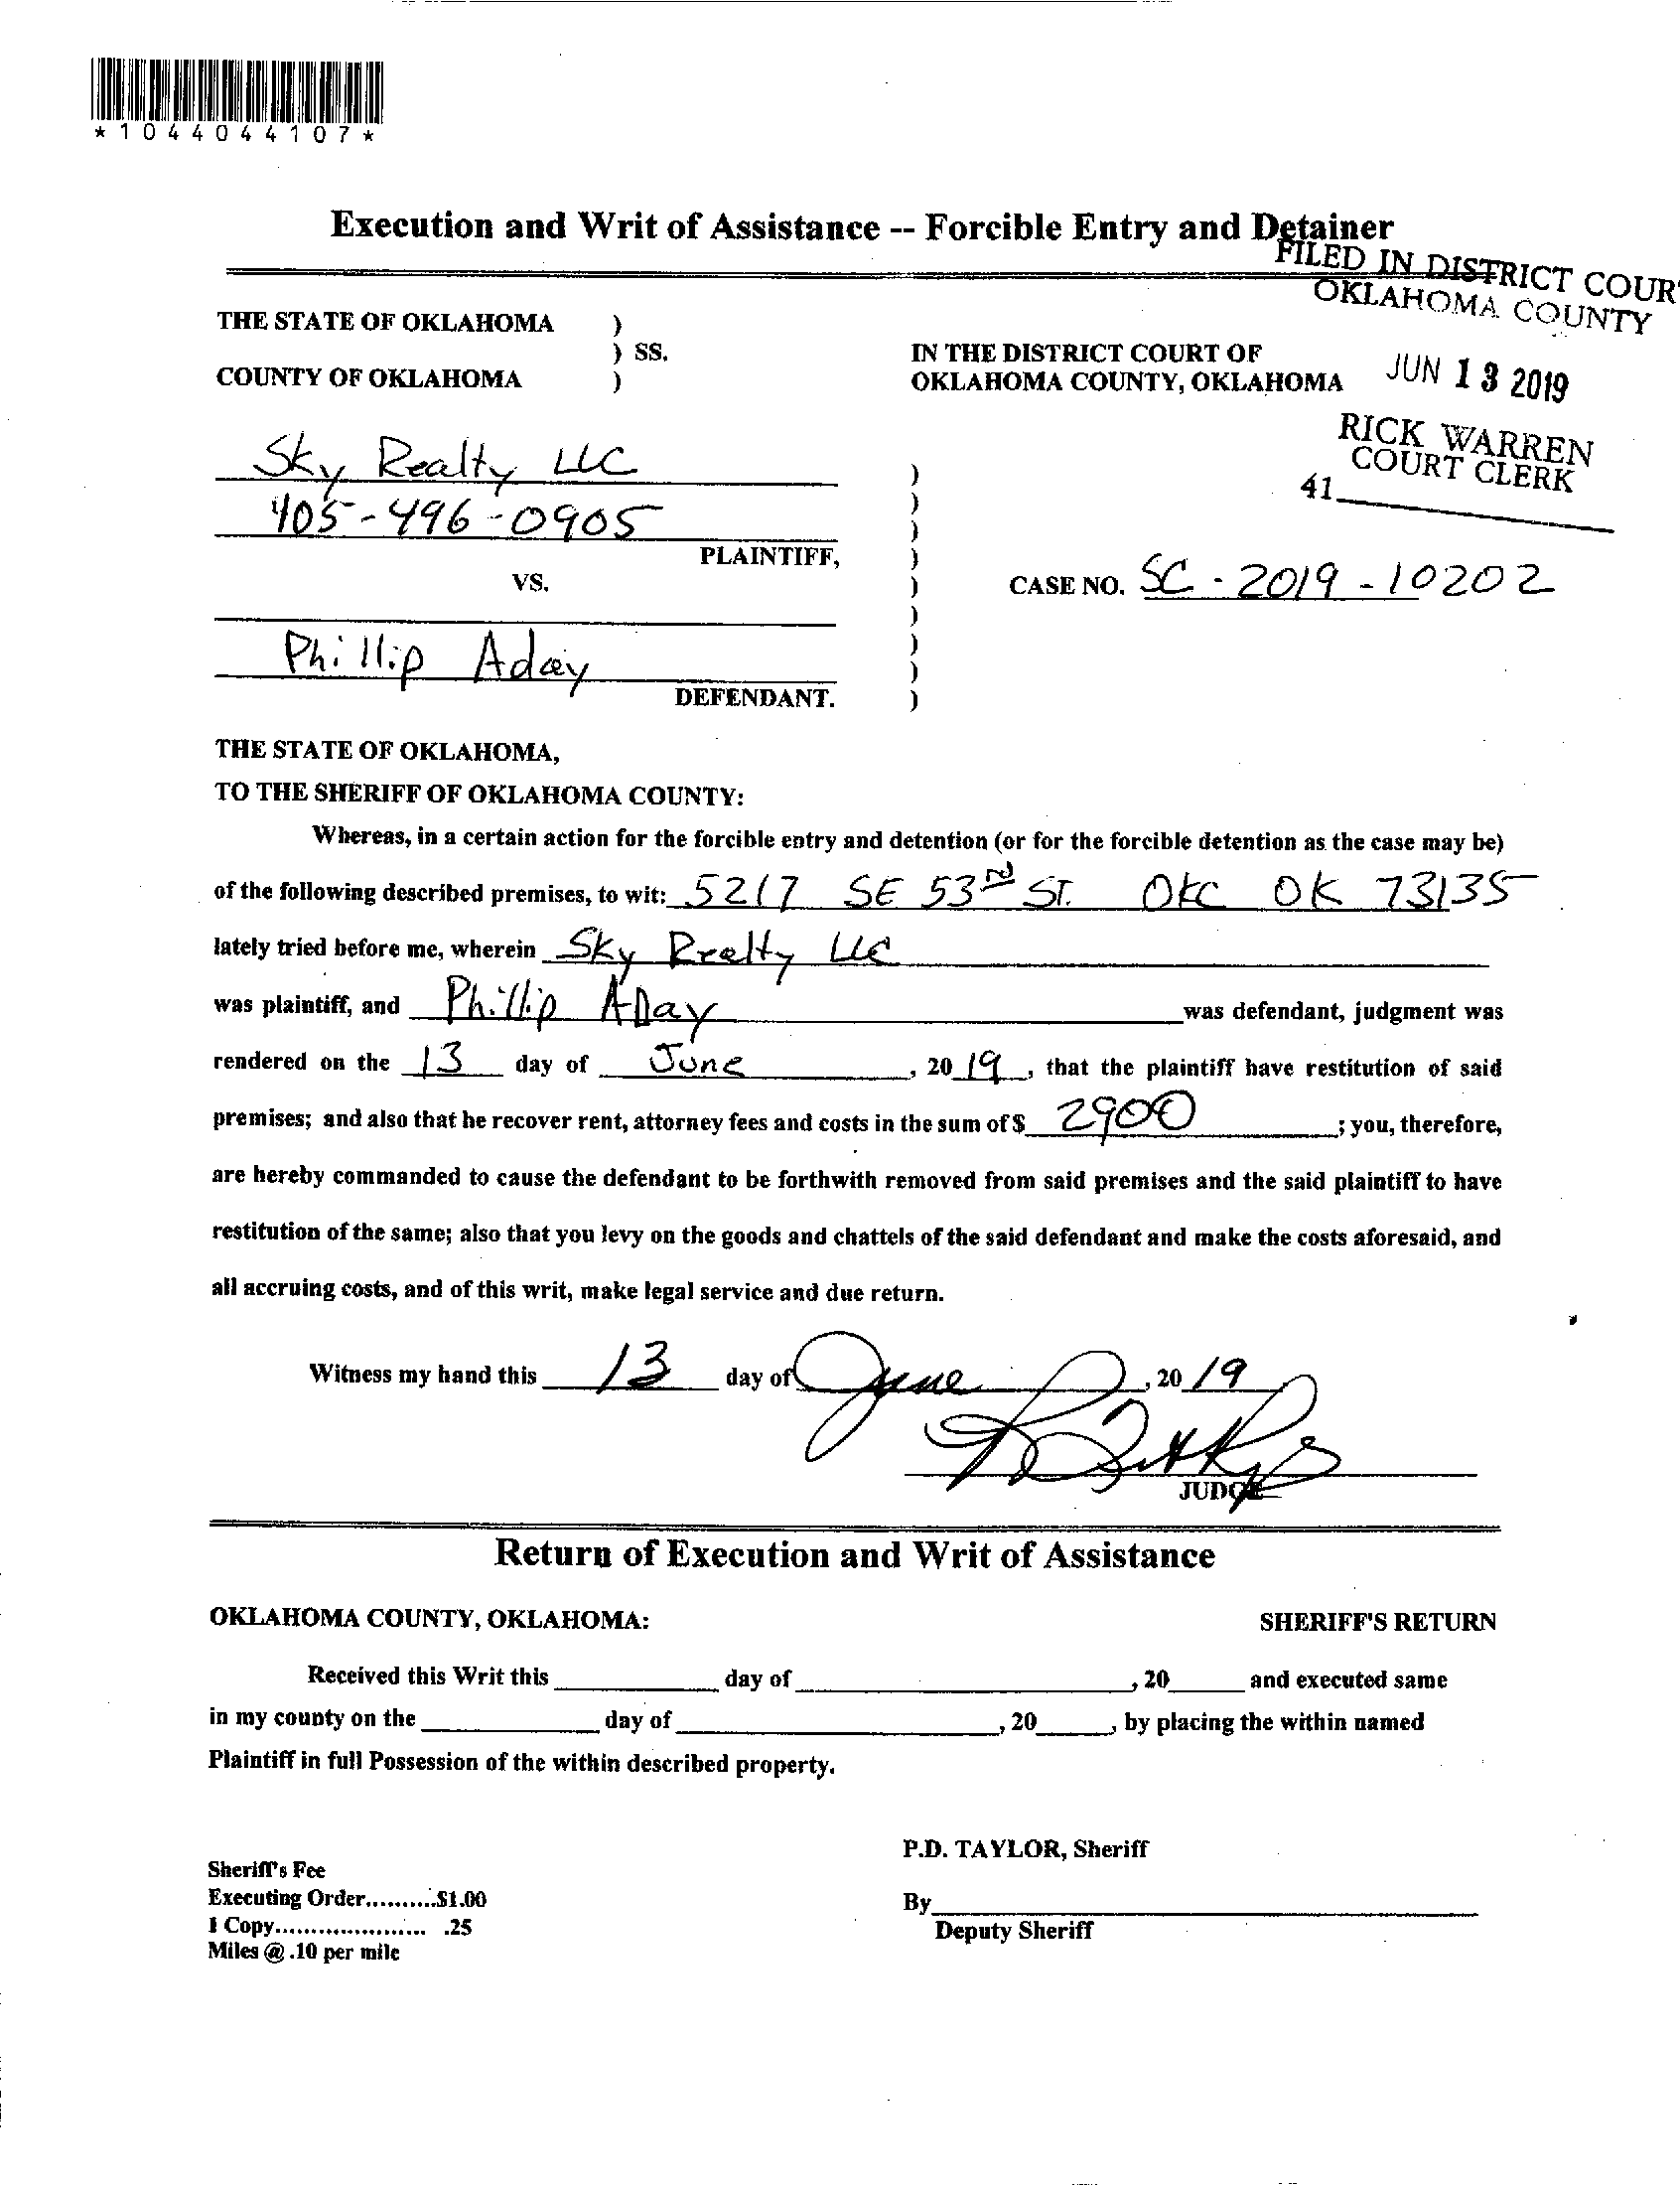 *1044044107*
Execution and Writ of Assistance -- Forcible Entry and Detainer
FILED IN DISTRICT COUR
OKLAHOMA COUNTY
THE STATE OF OKLAHOMA )
) SS.
COUNTY OF OKLAHOMA )
IN THE DISTRICT COURT OF
OKLAHOMA COUNTY, OKLAHOMA
JUN 13 2019
RICK WARREN
COURT CLERK
41
Sky Realty LLC )
)
405-496-0905 )
PLAINTIFF, )
VS. )
CASE NO. SC - 2019 - 10202
)
)
Phillip Aday )
DEFENDANT. )
THE STATE OF OKLAHOMA,
TO THE SHERIFF OF OKLAHOMA COUNTY:
Whereas, in a certain action for the forcible entry and detention (or for the forcible detention as the case may be)
of the following described premises, to wit: 5217 SE 53rd ST. OKC OK 73135
lately tried before me, wherein Sky Realty LLC
was plaintiff, and Phillip ADay was defendant, judgment was
rendered on the 13 day of June, 2019, that the plaintiff have restitution of said
premises; and also that he recover rent, attorney fees and costs in the sum of $ 2900; you, therefore,
are hereby commanded to cause the defendant to be forthwith removed from said premises and the said plaintiff to have
restitution of the same; also that you levy on the goods and chattels of the said defendant and make the costs aforesaid, and
all accruing costs, and of this writ, make legal service and due return.
Witness my hand this 13 day of June, 2019
JUDGE
Return of Execution and Writ of Assistance
OKLAHOMA COUNTY, OKLAHOMA: SHERIFF'S RETURN
Received this Writ this ________ day of ________, 20____ and executed same
in my county on the ________ day of ________, 20____, by placing the within named
Plaintiff in full Possession of the within described property.
P.D. TAYLOR, Sheriff
Sheriff's Fee
Executing Order..........$1.00
1 Copy..................... .25
Miles @ .10 per mile
By________
Deputy Sheriff